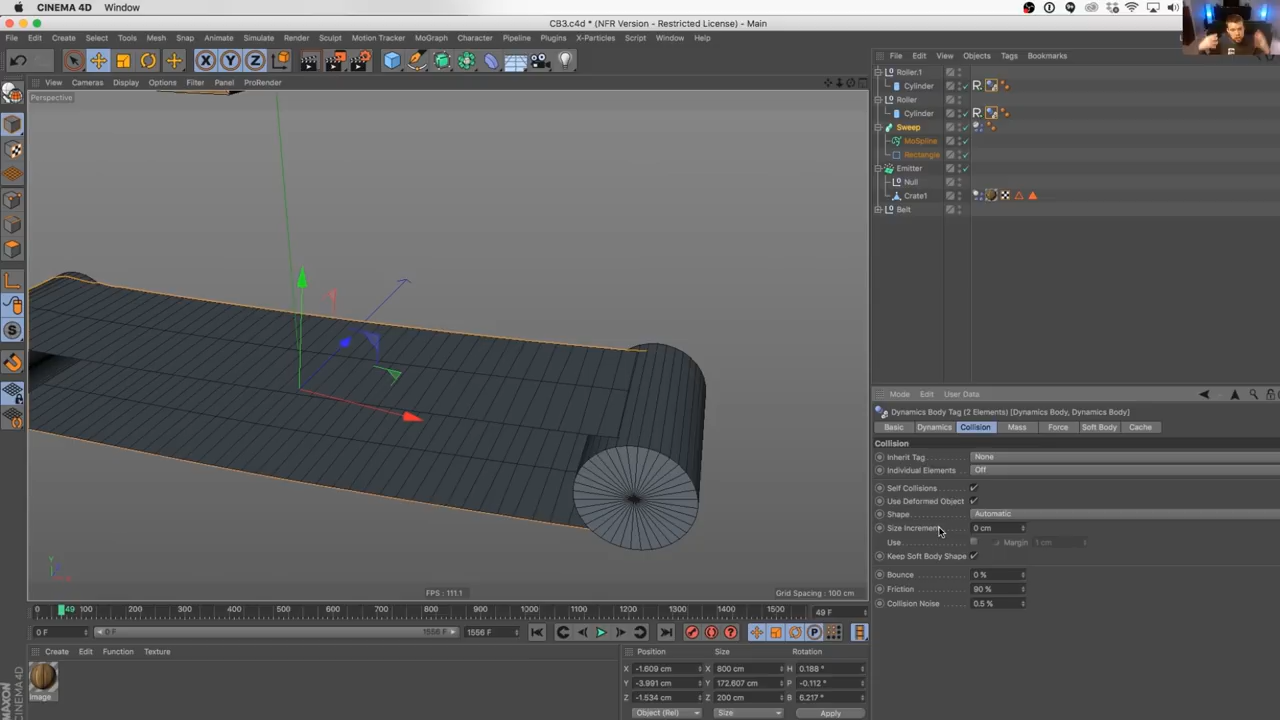 CINEMA 4D Window
CB3.c4d * (NFR Version - Restricted License) - Main
File Edit Create Select Tools Mesh Snap Animate Simulate Render Sculpt Motion Tracker MoGraph Character Pipeline Plugins X-Particles Script Window Help
File Edit View Objects Tags Bookmarks
X Y Z
View Cameras Display Options Filter Panel ProRender
Perspective
Roller.1
Cylinder
Roller
Cylinder
Sweep
MoSpline
Rectangle
Emitter
Null
Crate1
Belt
Mode Edit User Data
Dynamics Body Tag (2 Elements) [Dynamics Body, Dynamics Body]
Basic Dynamics Collision Mass Force Soft Body Cache
Collision
Inherit Tag None
Individual Elements Off
Self Collisions
Use Deformed Object
Shape Automatic
Size Increment 0 cm
Use Margin 1 cm
Keep Soft Body Shape
Bounce 0 %
Friction 90 %
Collision Noise 0.5 %
FPS : 111.1
Grid Spacing : 100 cm
0 49 100 200 300 400 500 600 700 800 900 1000 1100 1200 1300 1400 1500 49 F
0 F 0 F 1556 F 1556 F
Create Edit Function Texture
Image
Position Size Rotation
X -1.609 cm X 800 cm H 0.188 °
Y -3.991 cm Y 172.607 cm P -0.112 °
Z -1.534 cm Z 200 cm B 6.217 °
Object (Rel) Size Apply
MAXON
CINEMA 4D